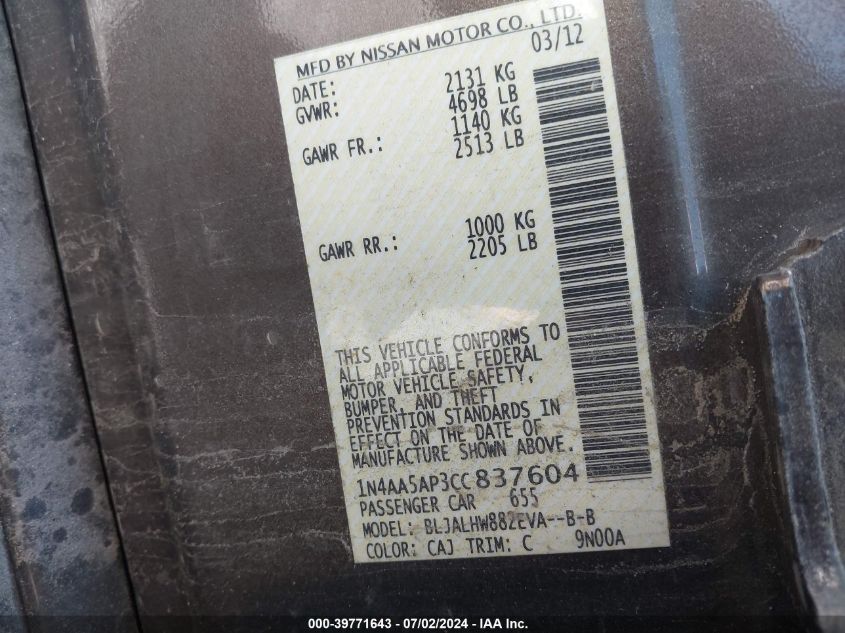 MFD BY NISSAN MOTOR CO., LTD.
DATE: 03/12
GVWR: 2131 KG
4698 LB
GAWR FR.: 1140 KG
2513 LB
GAWR RR.: 1000 KG
2205 LB
THIS VEHICLE CONFORMS TO
ALL APPLICABLE FEDERAL
MOTOR VEHICLE SAFETY,
BUMPER, AND THEFT
PREVENTION STANDARDS IN
EFFECT ON THE DATE OF
MANUFACTURE SHOWN ABOVE.
1N4AA5AP3CC837604
PASSENGER CAR 655
MODEL: BLJALHW882EVA--B-B
COLOR: CAJ TRIM: C 9N00A
000-39771643 - 07/02/2024 - IAA Inc.